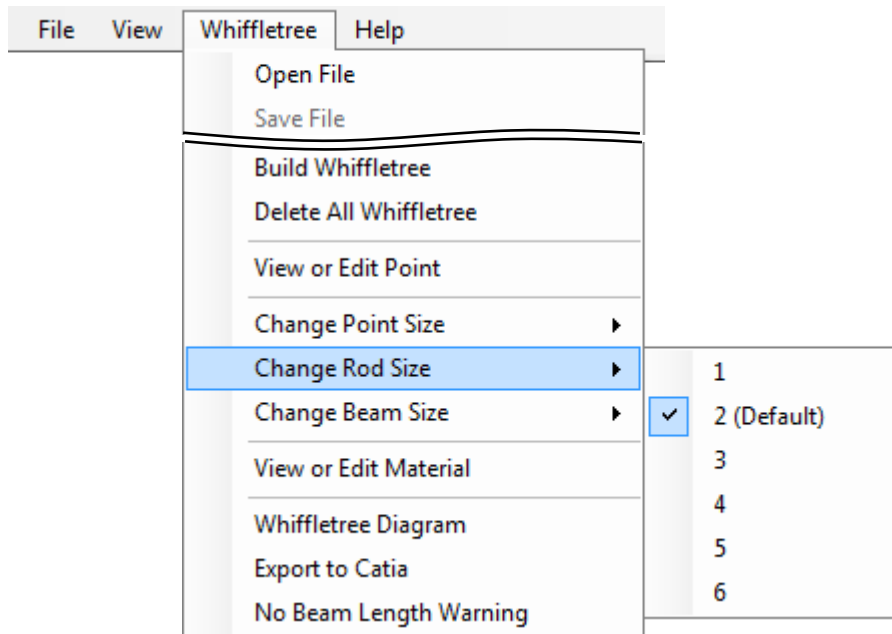 File View Whiffletree Help
Open File
Save File
Build Whiffletree
Delete All Whiffletree
View or Edit Point
Change Point Size
Change Rod Size
Change Beam Size
View or Edit Material
Whiffletree Diagram
Export to Catia
No Beam Length Warning
1
2 (Default)
3
4
5
6